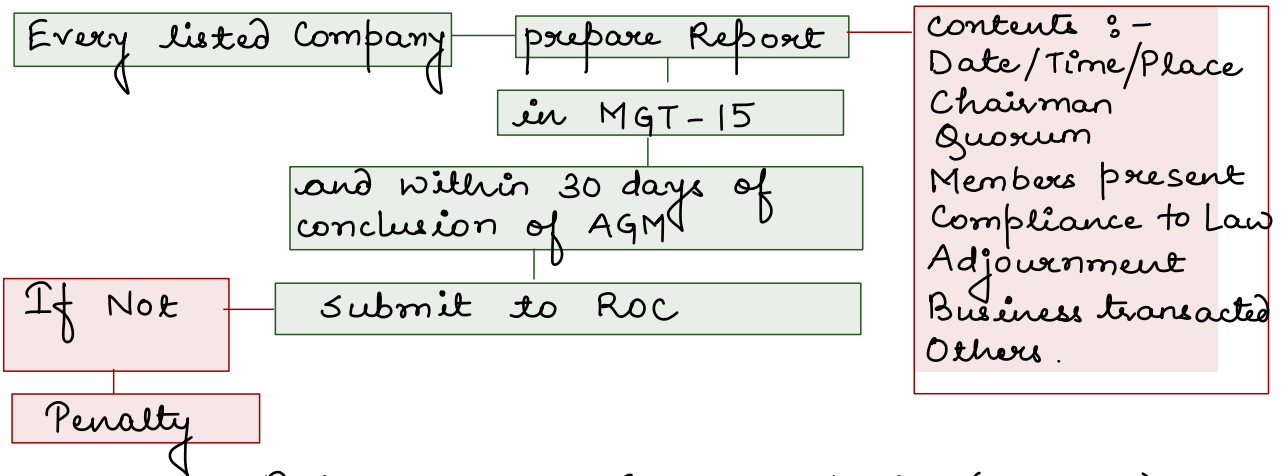 Every listed Company
prepare Report
in MGT-15
and within 30 days of
conclusion of AGM
Submit to ROC
If Not
Penalty
contents :-
Date/Time/Place
Chairman
Quorum
Members present
Compliance to Law
Adjournment
Business transacted
Others.